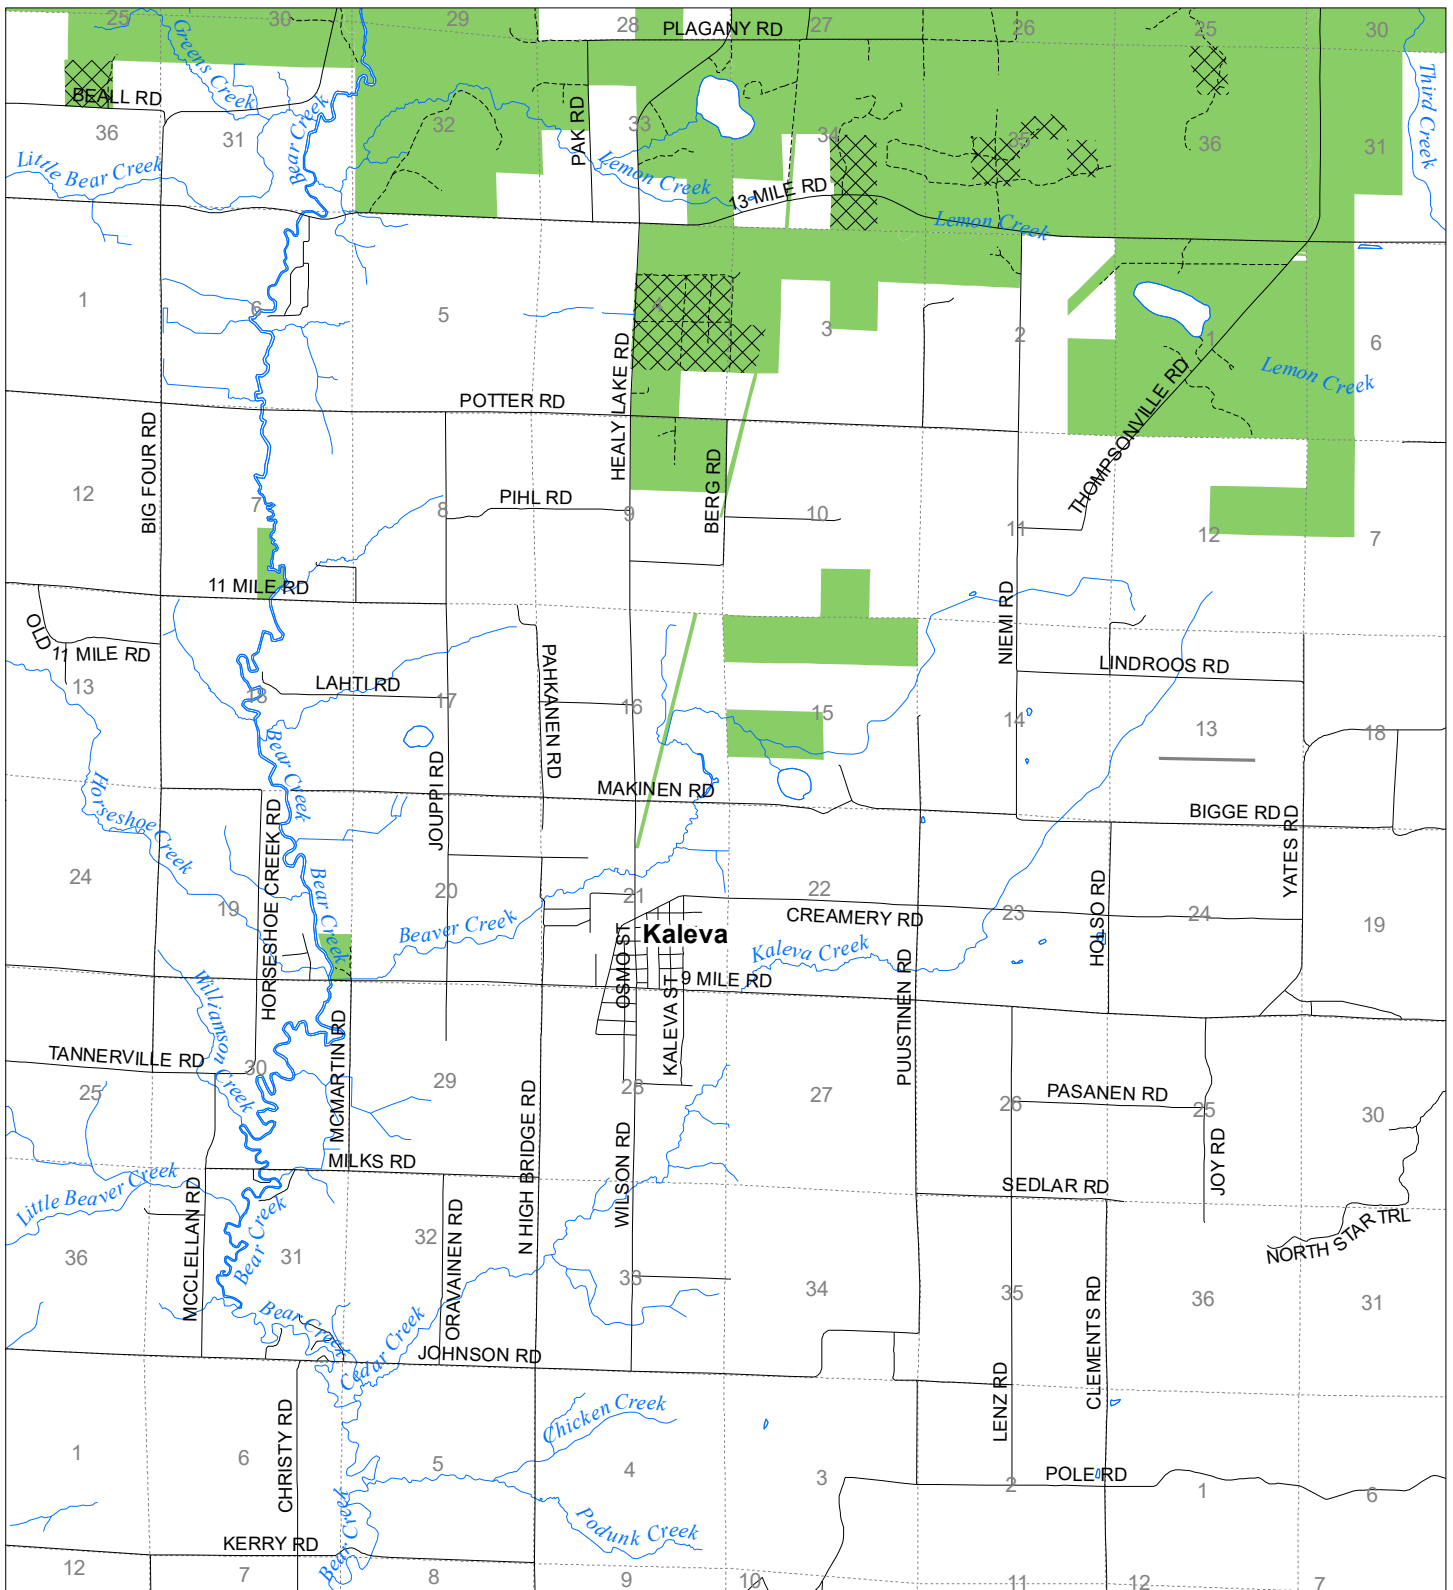 25
30
29
28
27
26
25
30
PLAGANY RD
Greens Creek
BEALL RD
36
31
Bear Creek
32
PAK RD
33
34
35
36
31
Third Creek
Little Bear Creek
Lemon Creek
13 MILE RD
Lemon Creek
1
6
5
4
3
2
1
6
HEALY LAKE RD
THOMPSONVILLE RD
Lemon Creek
POTTER RD
BIG FOUR RD
12
7
8
PIHL RD
9
BERG RD
10
11
12
7
11 MILE RD
OLD 11 MILE RD
13
18
LAHTI RD
17
PAHKANEN RD
16
15
NIEMI RD
LINDROOS RD
14
13
18
Bear Creek
JOUPPI RD
MAKINEN RD
BIGGE RD
YATES RD
Horseshoe Creek
HORSESHOE CREEK RD
24
19
20
21
22
23
24
19
Bear Creek
Beaver Creek
CREAMERY RD
HOLSO RD
Kaleva
Kaleva Creek
OSMO ST
KALEVA ST
9 MILE RD
PUUSTINEN RD
Williamson Creek
MCMARTIN RD
TANNERVILLE RD
25
30
29
28
27
26
25
30
PASANEN RD
N HIGH BRIDGE RD
WILSON RD
JOY RD
MILKS RD
SEDLAR RD
Little Beaver Creek
MCCLELLAN RD
Bear Creek
36
31
32
ORAVAINEN RD
33
34
35
36
31
NORTH STAR TRL
Bear Creek
Cedar Creek
JOHNSON RD
CLEMENTS RD
LENZ RD
CHRISTY RD
Chicken Creek
1
6
5
4
3
2
1
6
POLE RD
Bear Creek
Podunk Creek
KERRY RD
12
7
8
9
10
11
12
7